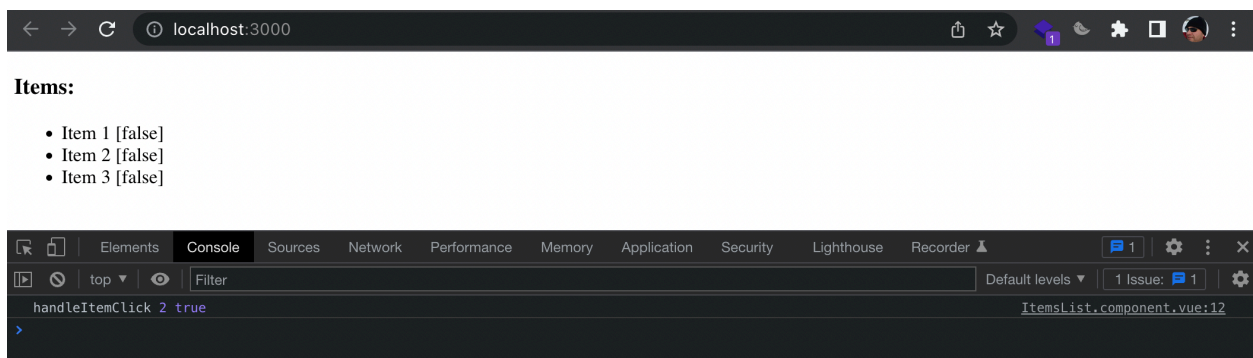 localhost:3000
1
Items:
Item 1 [false]
Item 2 [false]
Item 3 [false]
Elements Console Sources Network Performance Memory Application Security Lighthouse Recorder 1
top Filter Default levels 1 Issue: 1
handleItemClick 2 true ItemsList.component.vue:12